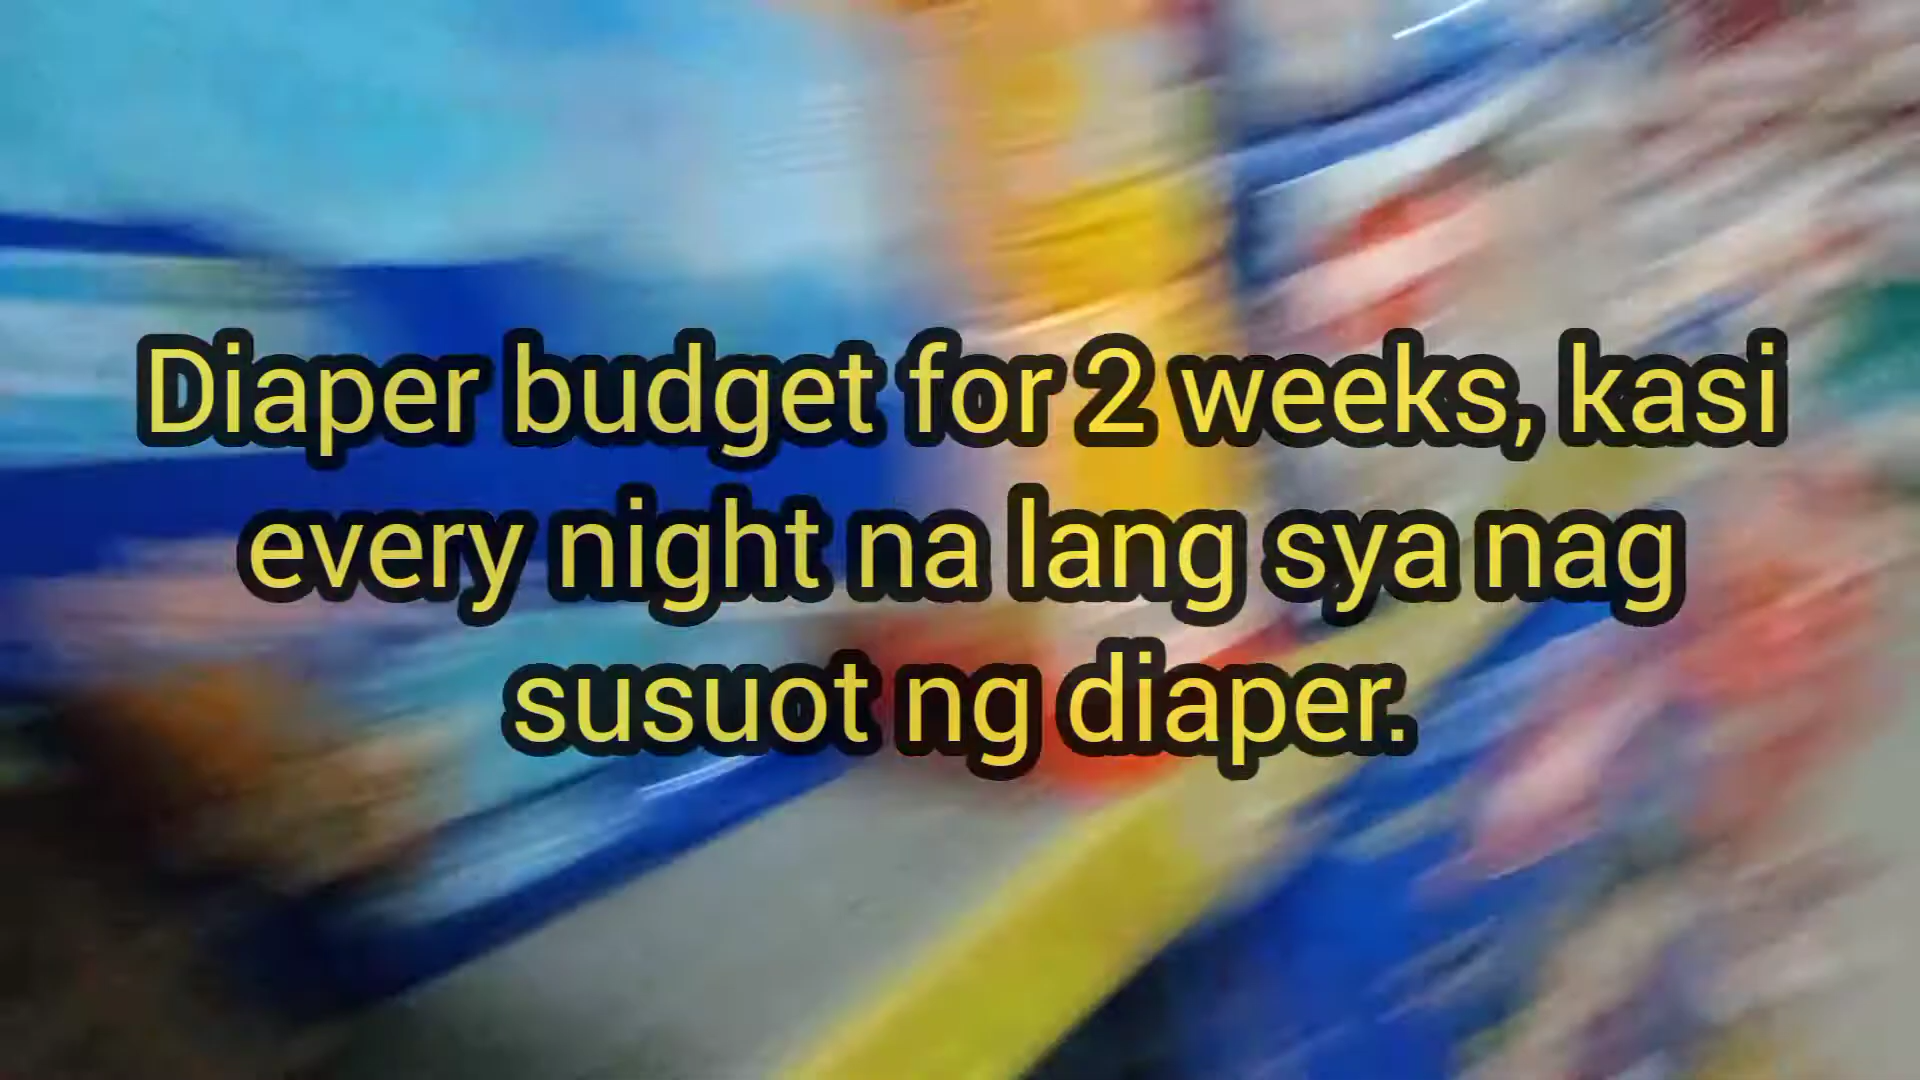 Diaper budget for 2 weeks, kasi
every night na lang sya nag
susuot ng diaper.